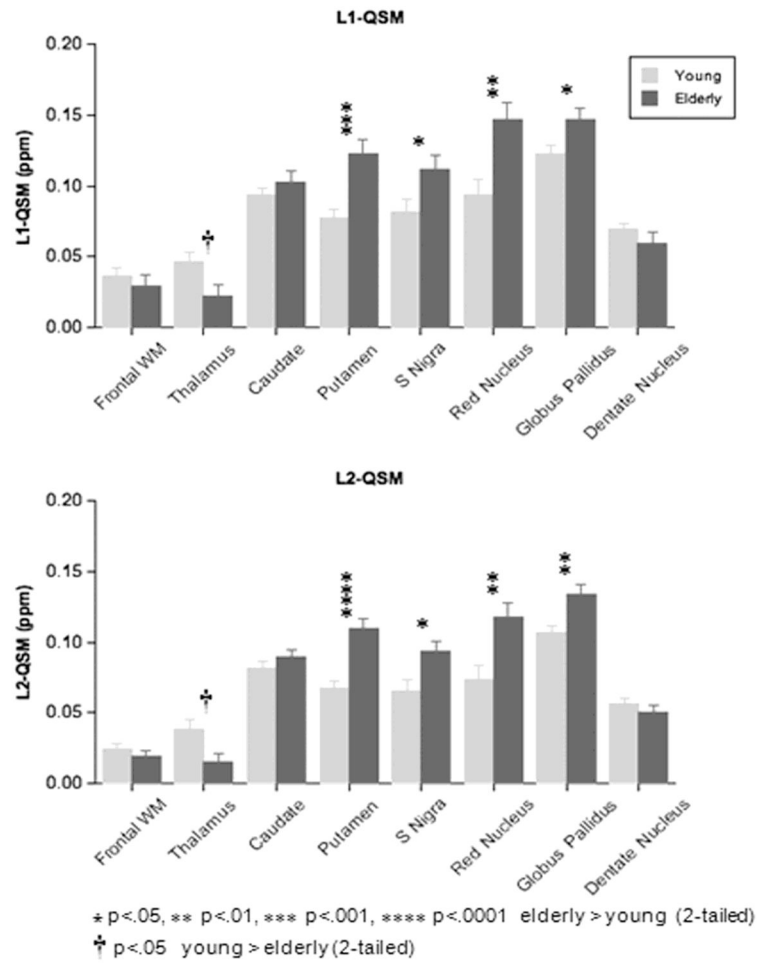 L1-QSM
0.20
Young
Elderly
***
**
*
*
0.15
L1-QSM (ppm)
0.10
†
0.05
0.00
Frontal WM
Thalamus
Caudate
Putamen
S Nigra
Red Nucleus
Globus Pallidus
Dentate Nucleus
L2-QSM
0.20
****
**
**
*
0.15
L2-QSM (ppm)
0.10
†
0.05
0.00
Frontal WM
Thalamus
Caudate
Putamen
S Nigra
Red Nucleus
Globus Pallidus
Dentate Nucleus
* p<.05, ** p<.01, *** p<.001, **** p<.0001 elderly>young (2-tailed)
† p<.05 young>elderly(2-tailed)